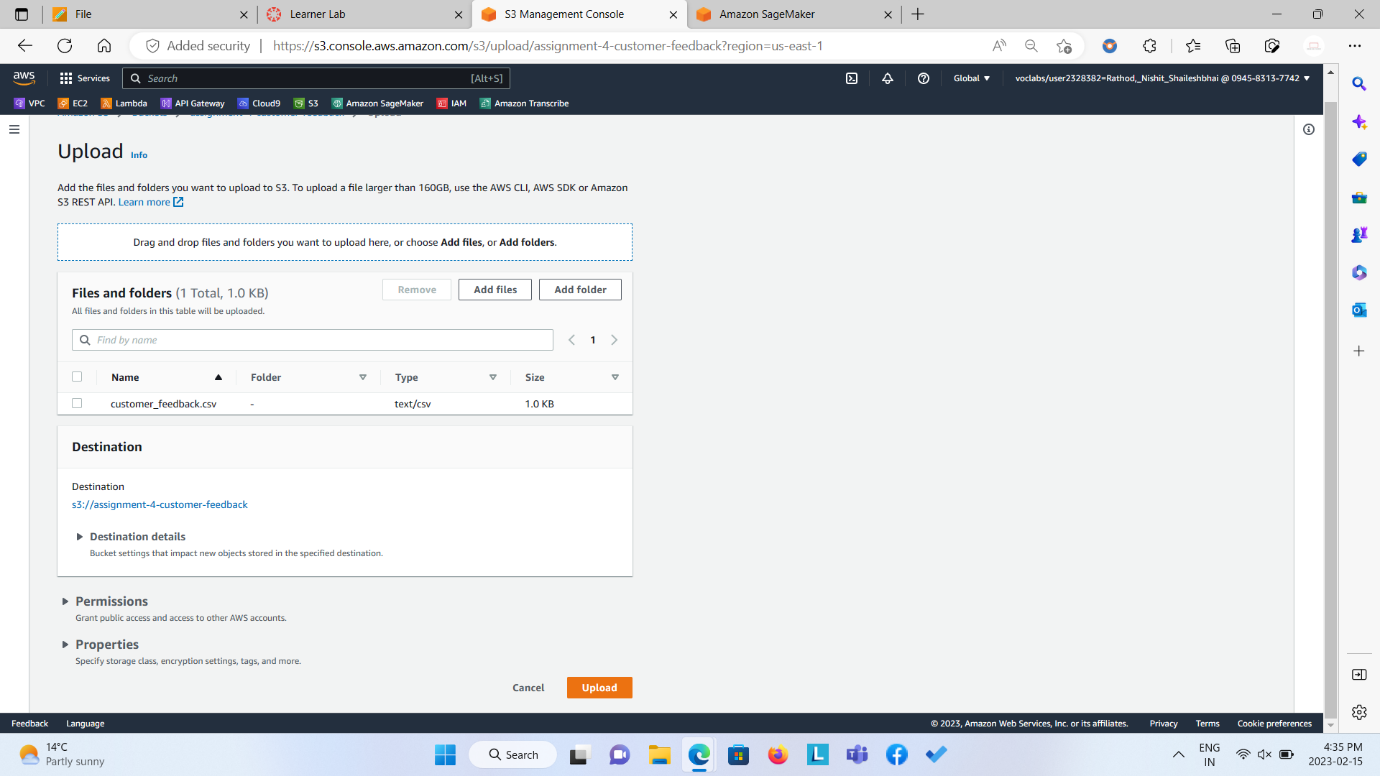 File
Learner Lab
S3 Management Console
Amazon SageMaker
Added security
https://s3.console.aws.amazon.com/s3/upload/assignment-4-customer-feedback?region=us-east-1
aws
Services
Search
[Alt+S]
Global
voclabs/user2328382=Rathod,_Nishit_Shaileshbhai @ 0945-8313-7742
VPC
EC2
Lambda
API Gateway
Cloud9
S3
Amazon SageMaker
IAM
Amazon Transcribe
Upload Info
Add the files and folders you want to upload to S3. To upload a file larger than 160GB, use the AWS CLI, AWS SDK or Amazon
S3 REST API. Learn more
Drag and drop files and folders you want to upload here, or choose Add files, or Add folders.
Files and folders (1 Total, 1.0 KB)
Remove
Add files
Add folder
All files and folders in this table will be uploaded.
Find by name
1
Name
Folder
Type
Size
customer_feedback.csv
-
text/csv
1.0 KB
Destination
Destination
s3://assignment-4-customer-feedback
Destination details
Bucket settings that impact new objects stored in the specified destination.
Permissions
Grant public access and access to other AWS accounts.
Properties
Specify storage class, encryption settings, tags, and more.
Cancel
Upload
Feedback
Language
© 2023, Amazon Web Services, Inc. or its affiliates.
Privacy
Terms
Cookie preferences
14°C
Partly sunny
Search
ENG
IN
4:35 PM
2023-02-15